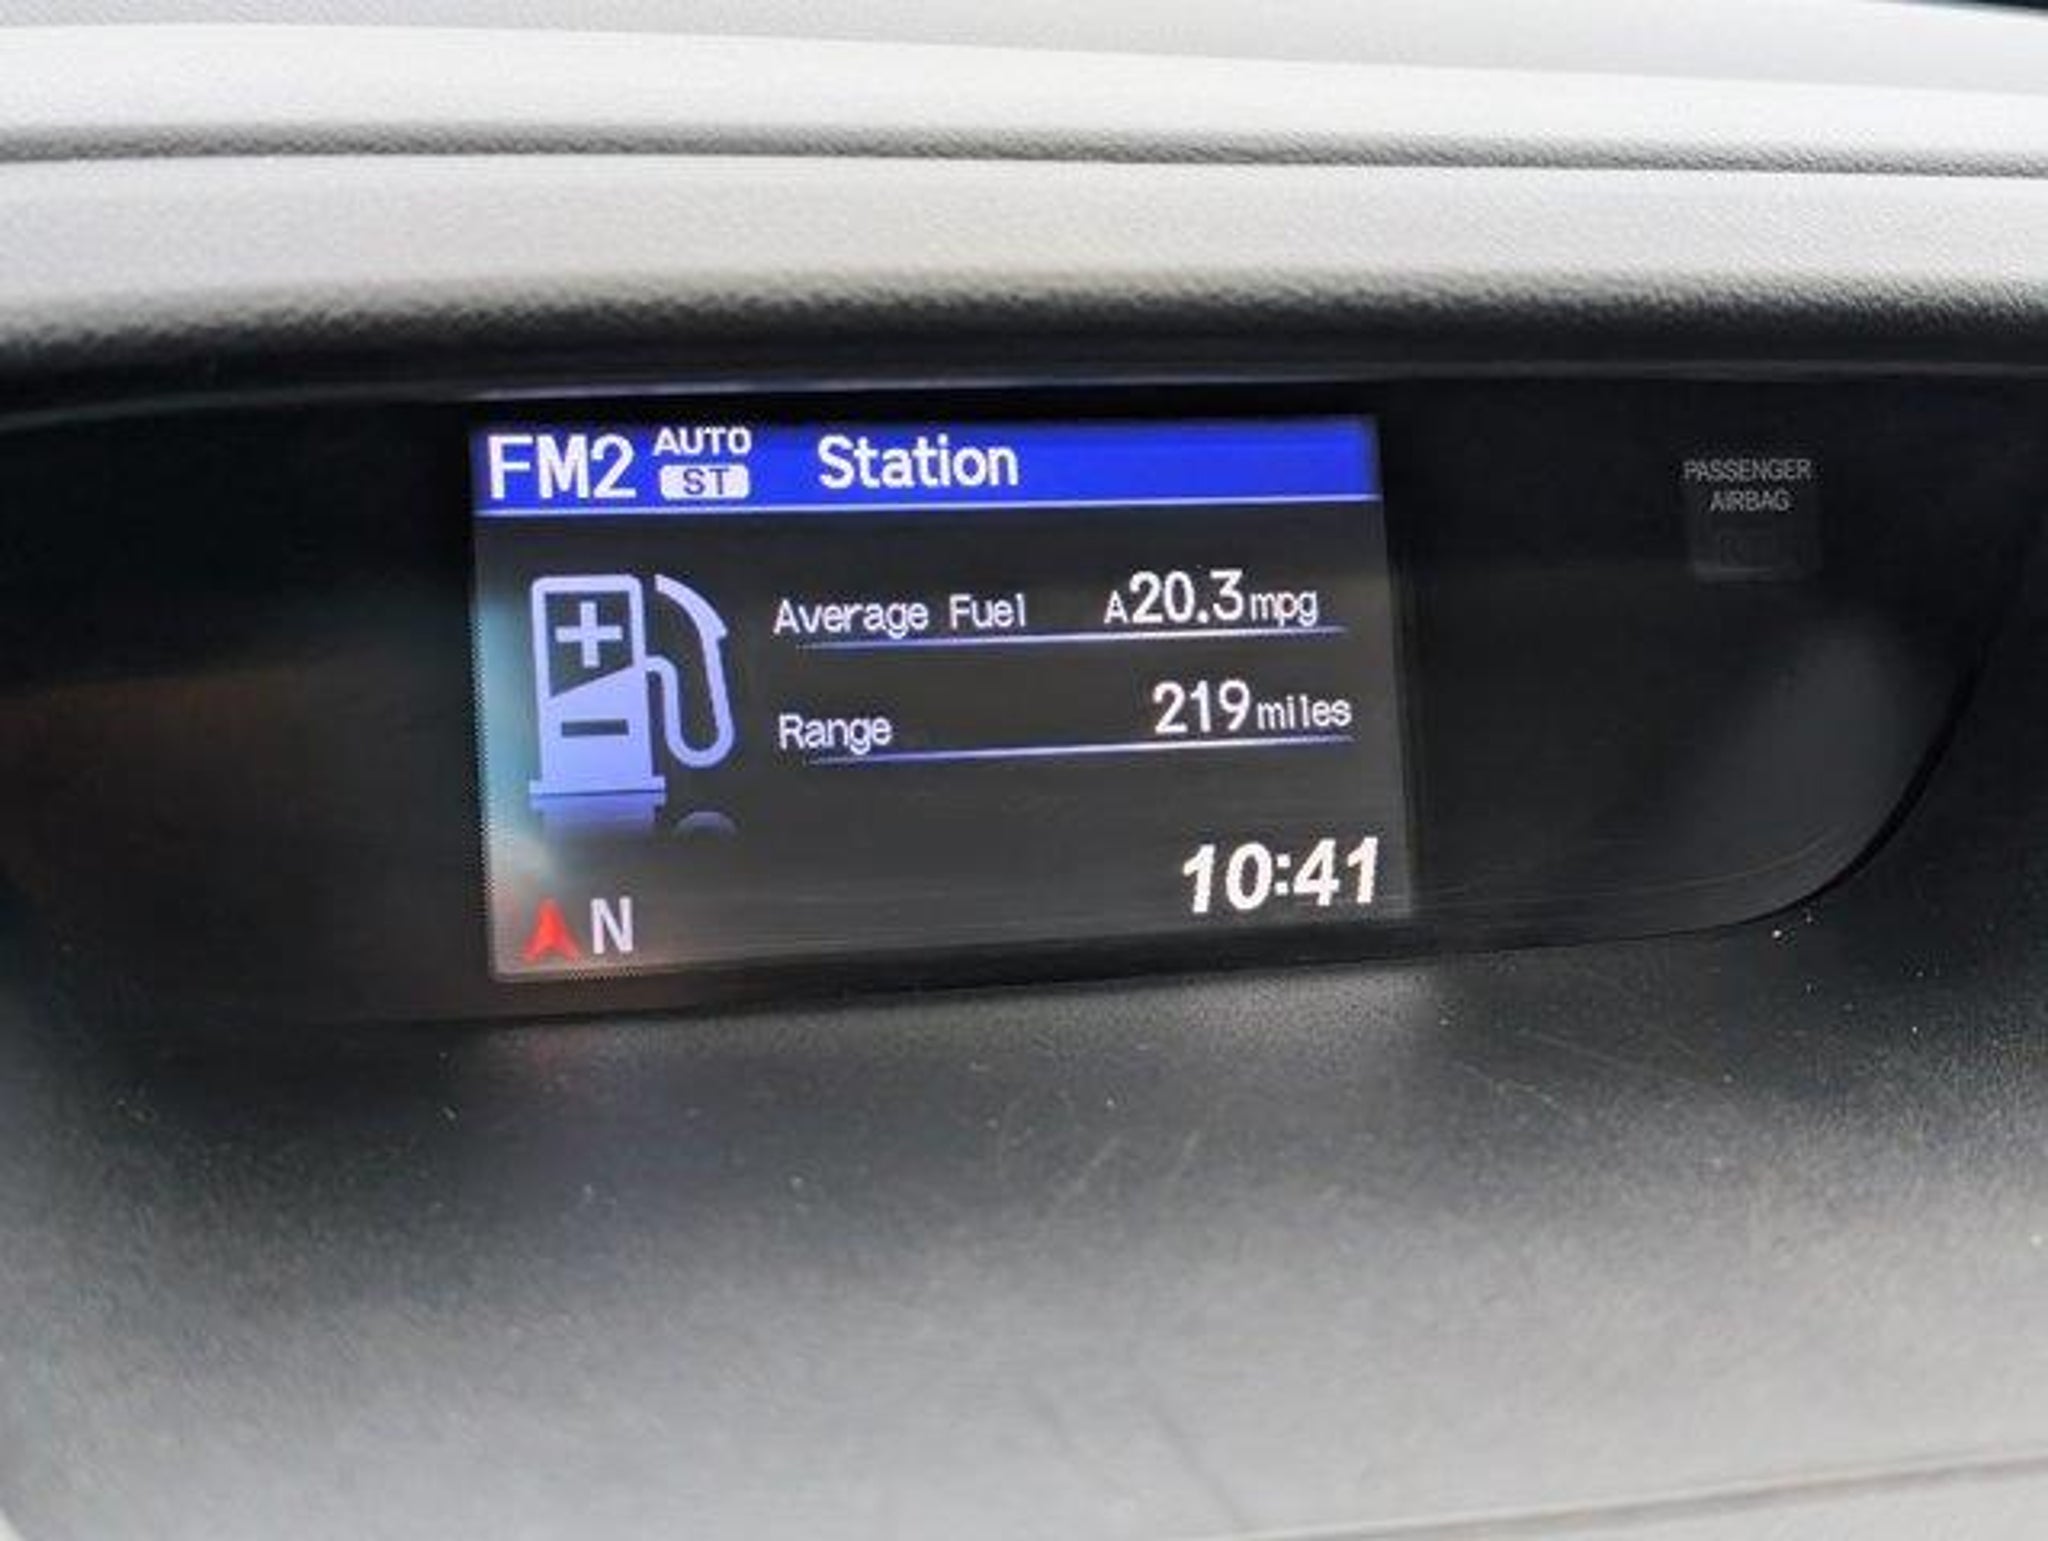 FM2 AUTO ST Station
Average Fuel A20.3mpg
Range 219miles
N 10:41
PASSENGER
AIRBAG